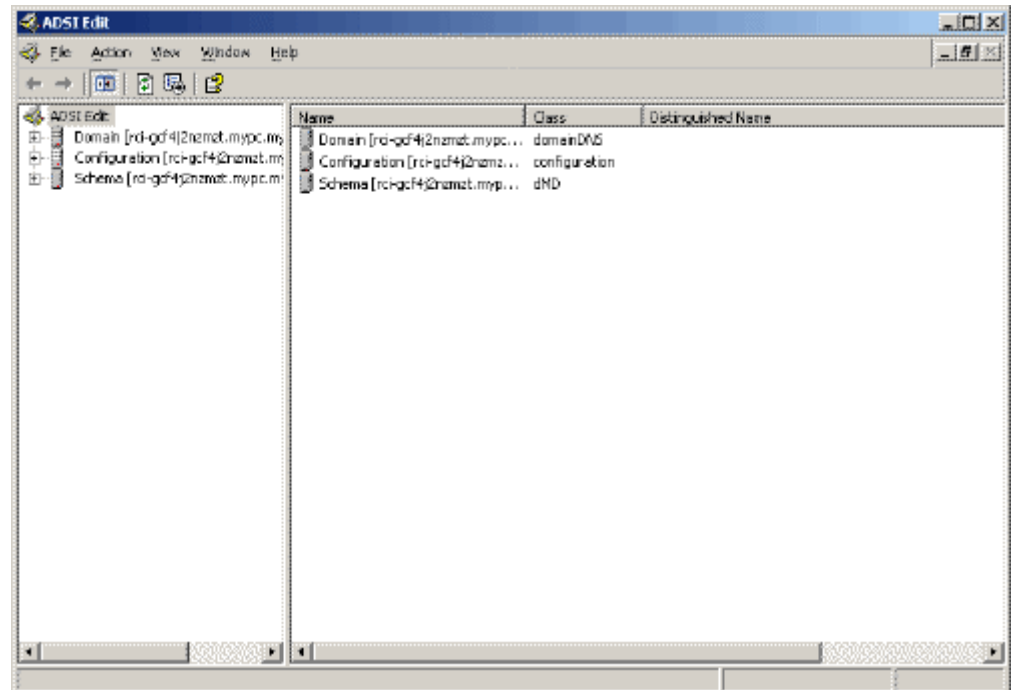 ADSI Edit
File Action View Window Help
ADSI Edit
Domain [rci-gcf4j2nzmzt.mypc.my
Configuration [rci-gcf4j2nzmzt.my
Schema [rci-gcf4j2nzmzt.mypc.m
Name Class Distinguished Name
Domain [rci-gcf4j2nzmzt.mypc... domainDNS
Configuration [rci-gcf4j2nzmz... configuration
Schema [rci-gcf4j2nzmzt.myp... dMD